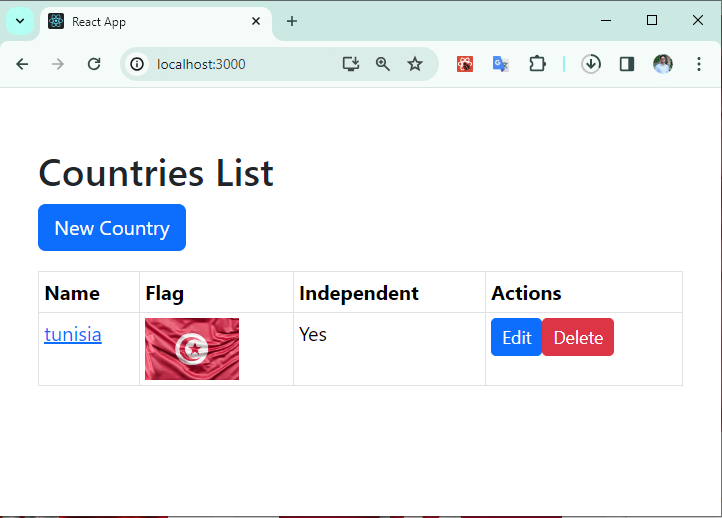 React App
localhost:3000
Countries List
New Country
Name Flag Independent Actions
tunisia Yes Edit Delete